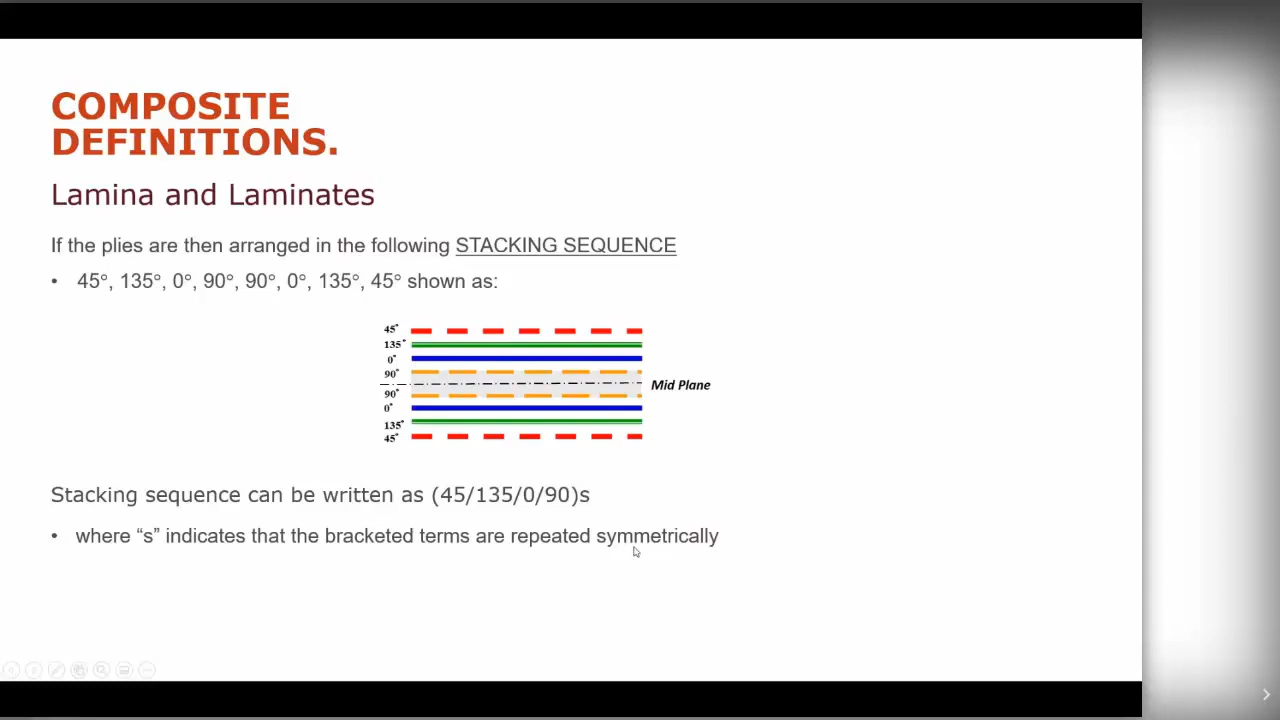 COMPOSITE
DEFINITIONS.
Lamina and Laminates
If the plies are then arranged in the following STACKING SEQUENCE
• 45°, 135°, 0°, 90°, 90°, 0°, 135°, 45° shown as:
45°
135°
0°
90°
Mid Plane
90°
0°
135°
45°
Stacking sequence can be written as (45/135/0/90)s
• where “s” indicates that the bracketed terms are repeated symmetrically